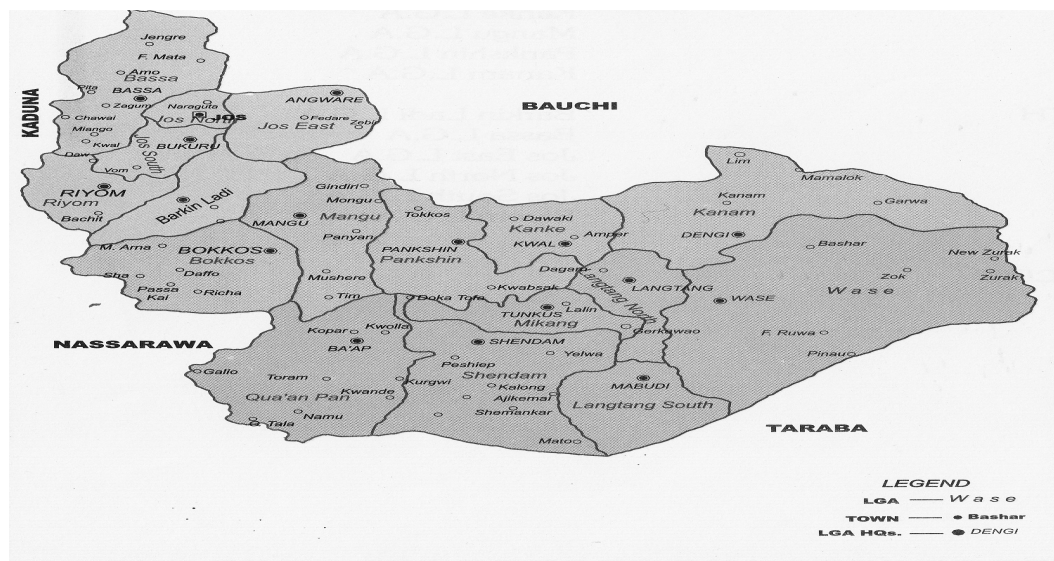 Jengre
F. Mata
Amo
Bassa
Rita
BASSA
Zagum
Naraguta
ANGWARE
BAUCHI
KADUNA
Chawai
Jos North
JOS
Fedare
Zebir
Jos East
Miango
Kwal
Jos South
BUKURU
Daw
Vom
Lim
Mamalok
RIYOM
Riyom
Bachit
Barkin Ladi
Gindiri
Mongu
Mangu
MANGU
Panyan
Tokkos
Dawaki
Kanke
KWAL
Amper
Kanam
Kanam
Garwa
DENGI
M. Ama
BOKKOS
Bokkos
PANKSHIN
Pankshin
Bashar
New Zurak
Sha
Daffo
Passa
Kai
Richa
Mushere
Tim
Dagam
Kwabsak
Doka Tofa
Langtang North
LANGTANG
WASE
Zok
Zurak
Wase
TUNKUS
Lalin
Mikang
Gerkawao
F. Ruwa
Pinau
NASSARAWA
Kopar
Kwolla
BA'AP
SHENDAM
Yelwa
Peshiep
Shendam
Gallo
Toram
Kurgwi
Kalong
Kwande
Qua'an Pan
Ajikemai
Shemankar
MABUDI
Langtang South
Namu
G. Tala
Mato
TARABA
LEGEND
LGA Wase
TOWN Bashar
LGA HQs. DENGI